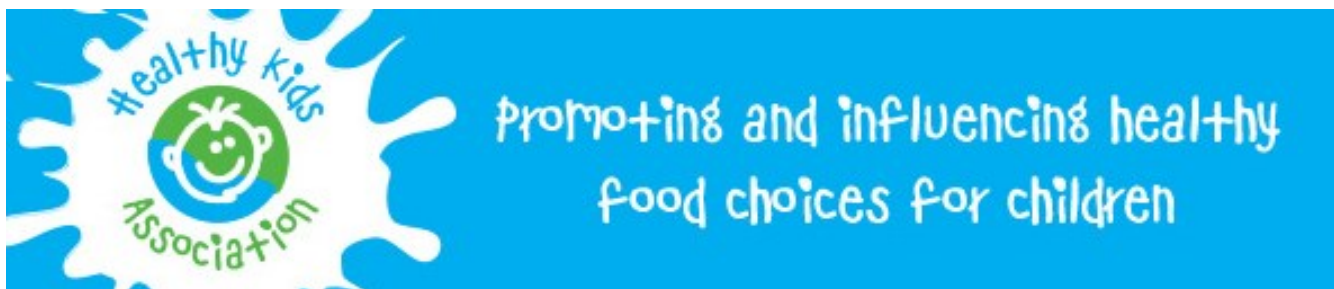 Healthy Kids
Association
Promoting and influencing healthy
food choices for children